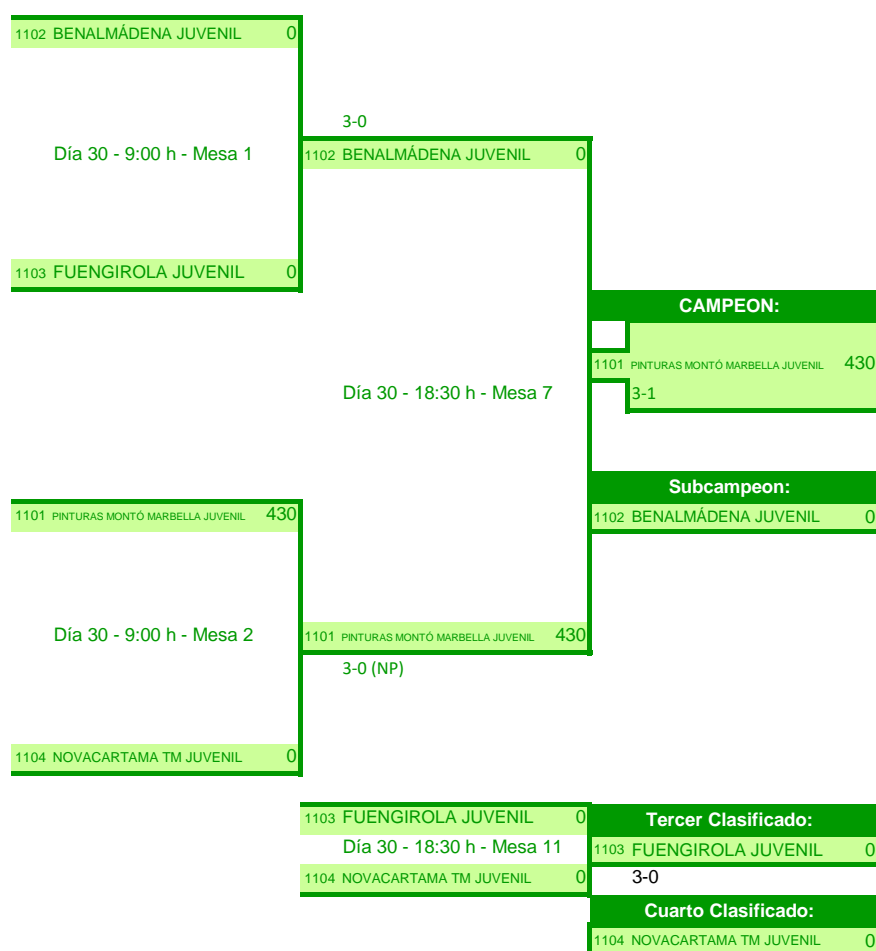 1102 BENALMÁDENA JUVENIL 0
3-0
Día 30 - 9:00 h - Mesa 1
1102 BENALMÁDENA JUVENIL 0
1103 FUENGIROLA JUVENIL 0
CAMPEON:
1101 PINTURAS MONTÓ MARBELLA JUVENIL 430
Día 30 - 18:30 h - Mesa 7
3-1
Subcampeon:
1101 PINTURAS MONTÓ MARBELLA JUVENIL 430
1102 BENALMÁDENA JUVENIL 0
Día 30 - 9:00 h - Mesa 2
1101 PINTURAS MONTÓ MARBELLA JUVENIL 430
3-0 (NP)
1104 NOVACARTAMA TM JUVENIL 0
1103 FUENGIROLA JUVENIL 0
Tercer Clasificado:
Día 30 - 18:30 h - Mesa 11
1103 FUENGIROLA JUVENIL 0
1104 NOVACARTAMA TM JUVENIL 0
3-0
Cuarto Clasificado:
1104 NOVACARTAMA TM JUVENIL 0